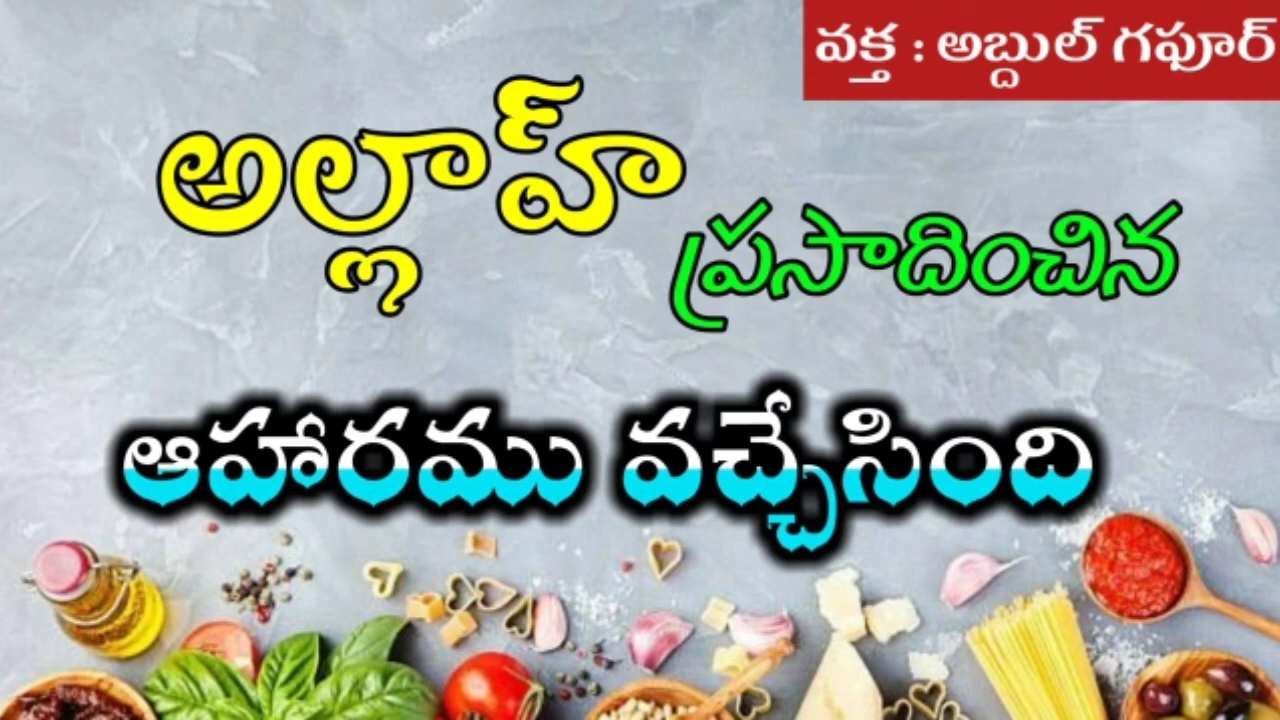 వక్త : అబ్దుల్ గఫూర్
అల్లాహ్
ప్రసాదించిన
ఆహారము వచ్చేసింది